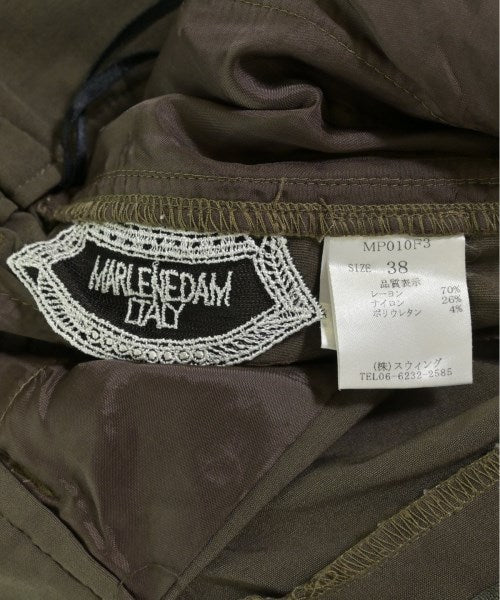 MARLENEDAM
ITALY
MP010F3
SIZE 38
品質表示
レーヨン 70%
ナイロン 26%
ポリウレタン 4%
(株)スウィング
TEL06-6232-2585